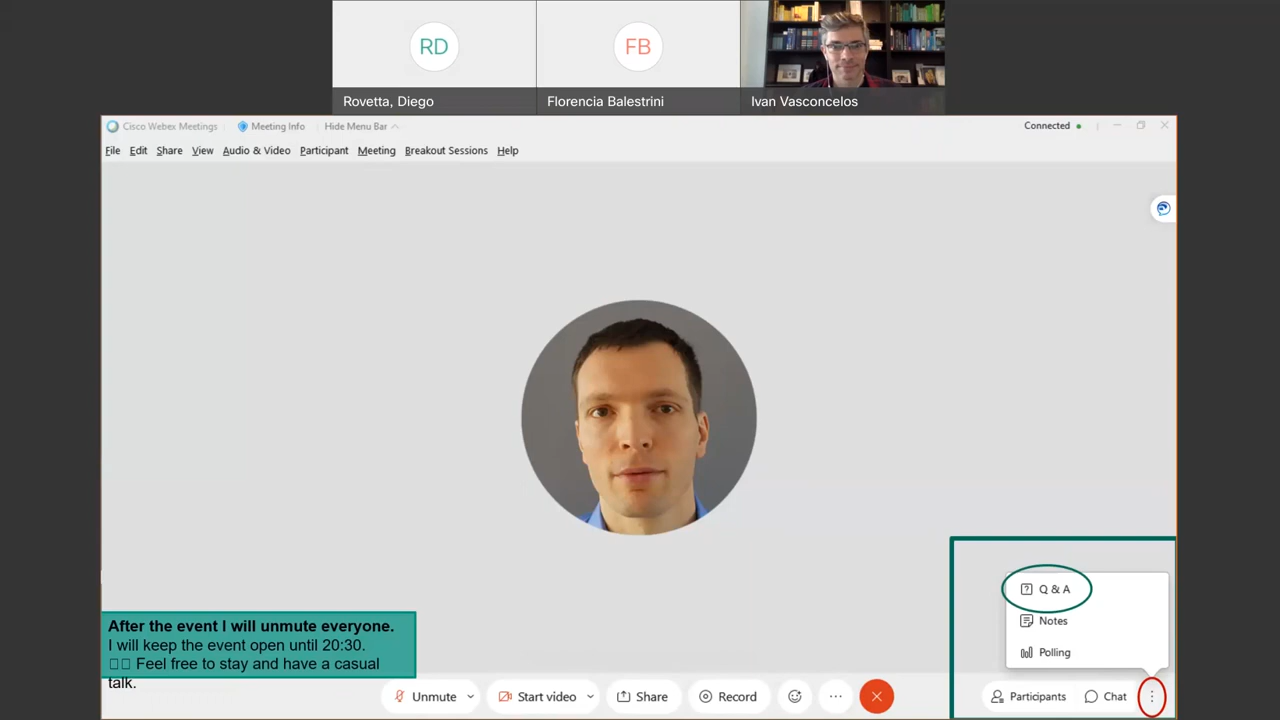 RD
FB
Rovetta, Diego
Florencia Balestrini
Ivan Vasconcelos
Cisco Webex Meetings
Meeting Info
Hide Menu Bar
Connected
File Edit Share View Audio & Video Participant Meeting Breakout Sessions Help
Q & A
Notes
Polling
After the event I will unmute everyone.
I will keep the event open until 20:30.
Feel free to stay and have a casual
talk.
Unmute
Start video
Share
Record
Participants
Chat